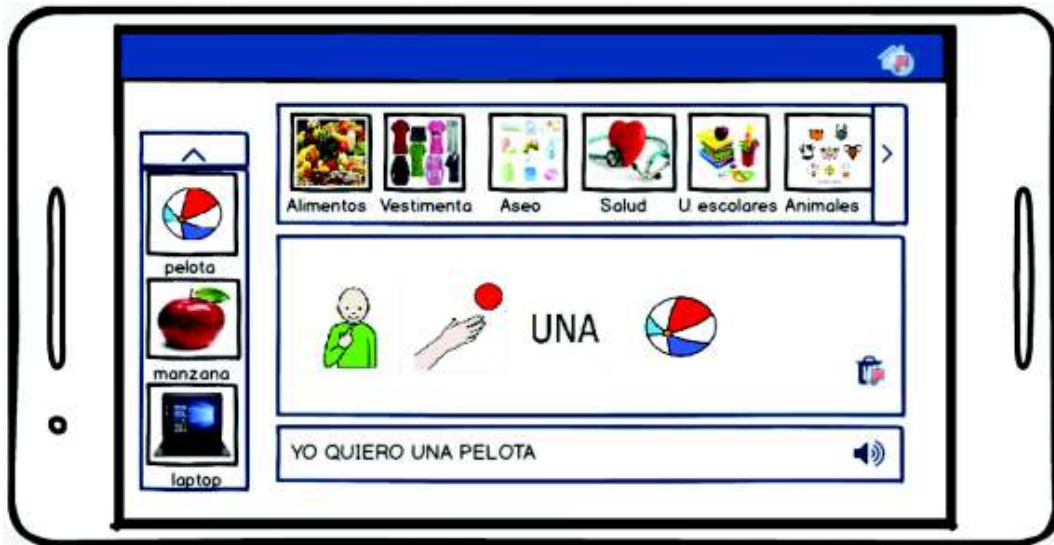 Alimentos Vestimenta Aseo Salud U. escolares Animales
pelota
manzana
laptop
UNA
YO QUIERO UNA PELOTA